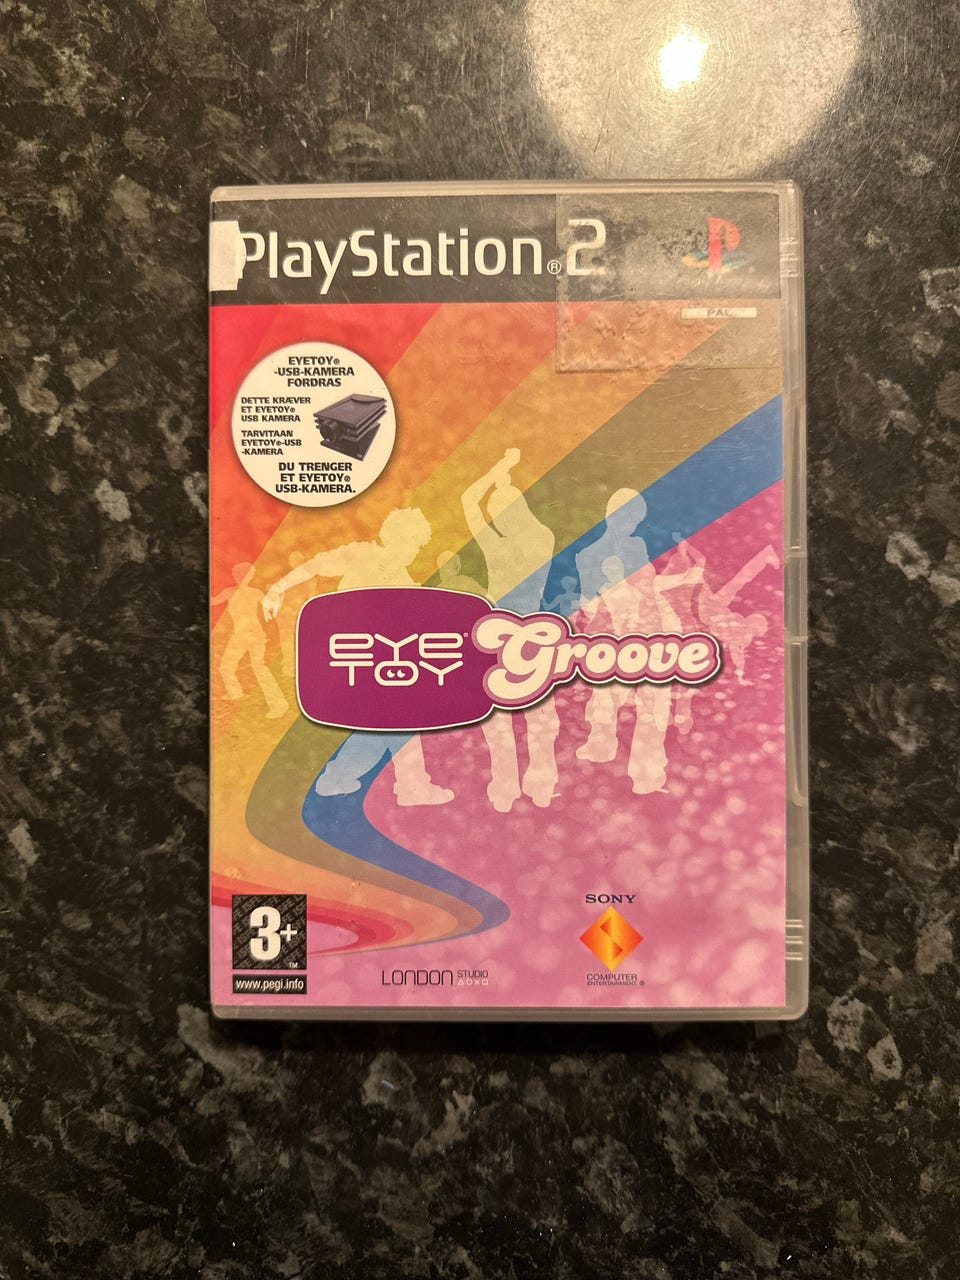 PlayStation®2
PAL
EYETOY®
-USB-KAMERA
FORDRAS
DETTE KRÆVER
ET EYETOY®
USB KAMERA
TARVITAAN
EYETOY®-USB
-KAMERA
DU TRENGER
ET EYETOY®
USB-KAMERA.
EYE® TOY Groove
3+
TM
www.pegi.info
LONDON STUDIO
SONY
COMPUTER
ENTERTAINMENT ®